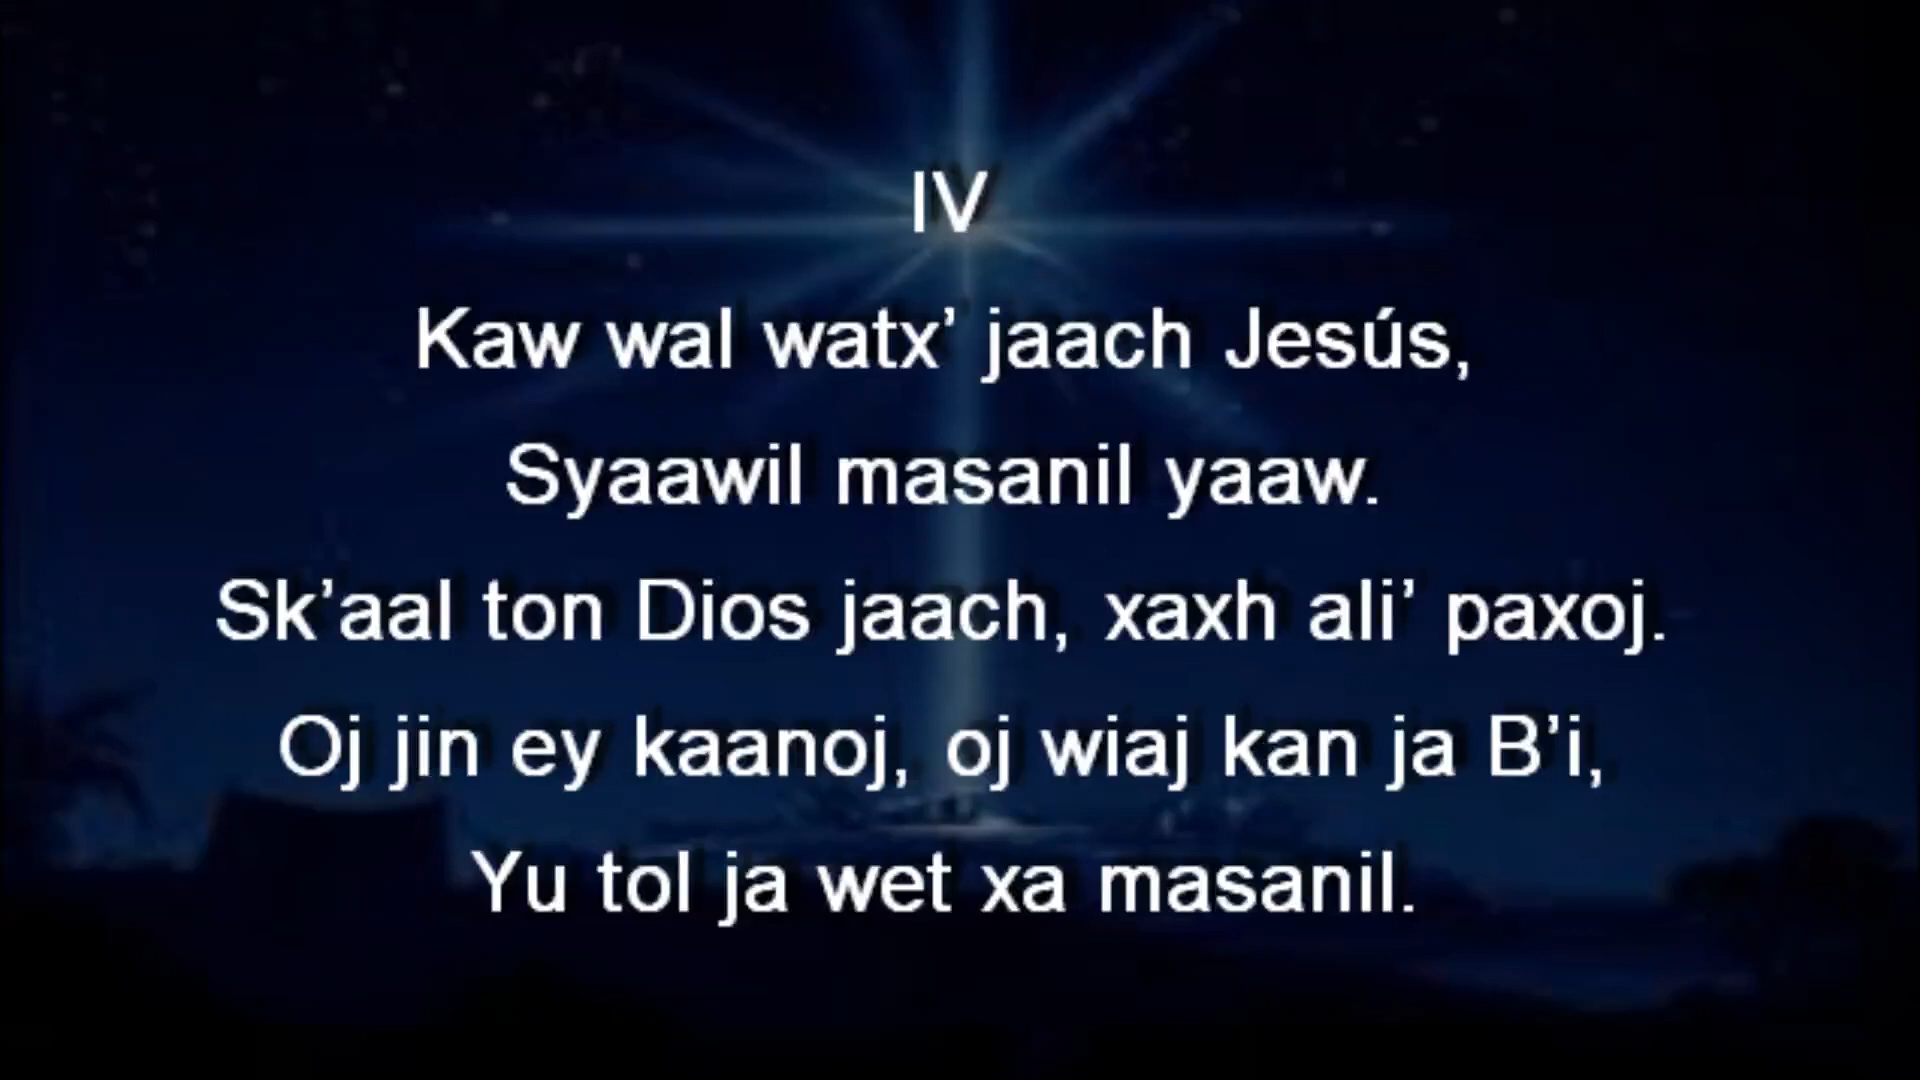 IV
Kaw wal watx’ jaach Jesús,
Syaawil masanil yaaw.
Sk’aal ton Dios jaach, xaxh ali’ paxoj.
Oj jin ey kaanoj, oj wiaj kan ja B’i,
Yu tol ja wet xa masanil.